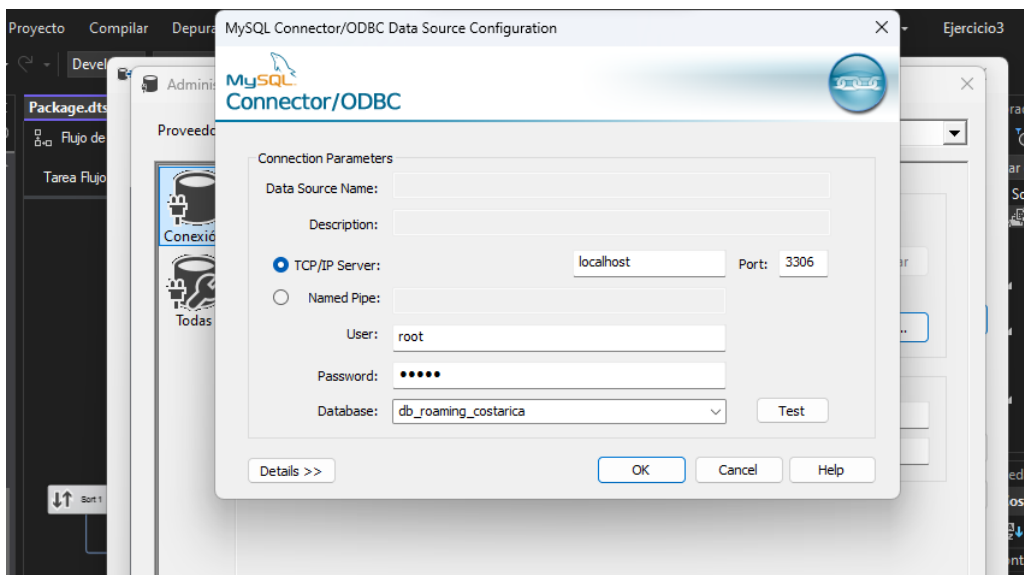 Proyecto Compilar Depura
MySQL Connector/ODBC Data Source Configuration
Ejercicio3
Devel
Adminis
MySQL
Connector/ODBC
Package.dts
Proveedo
Flujo de
Tarea Flujo
Conexió
Todas
Connection Parameters
Data Source Name:
Description:
TCP/IP Server: localhost Port: 3306
Named Pipe:
User: root
Password: •••••
Database: db_roaming_costarica Test
Details >> OK Cancel Help
Sort 1